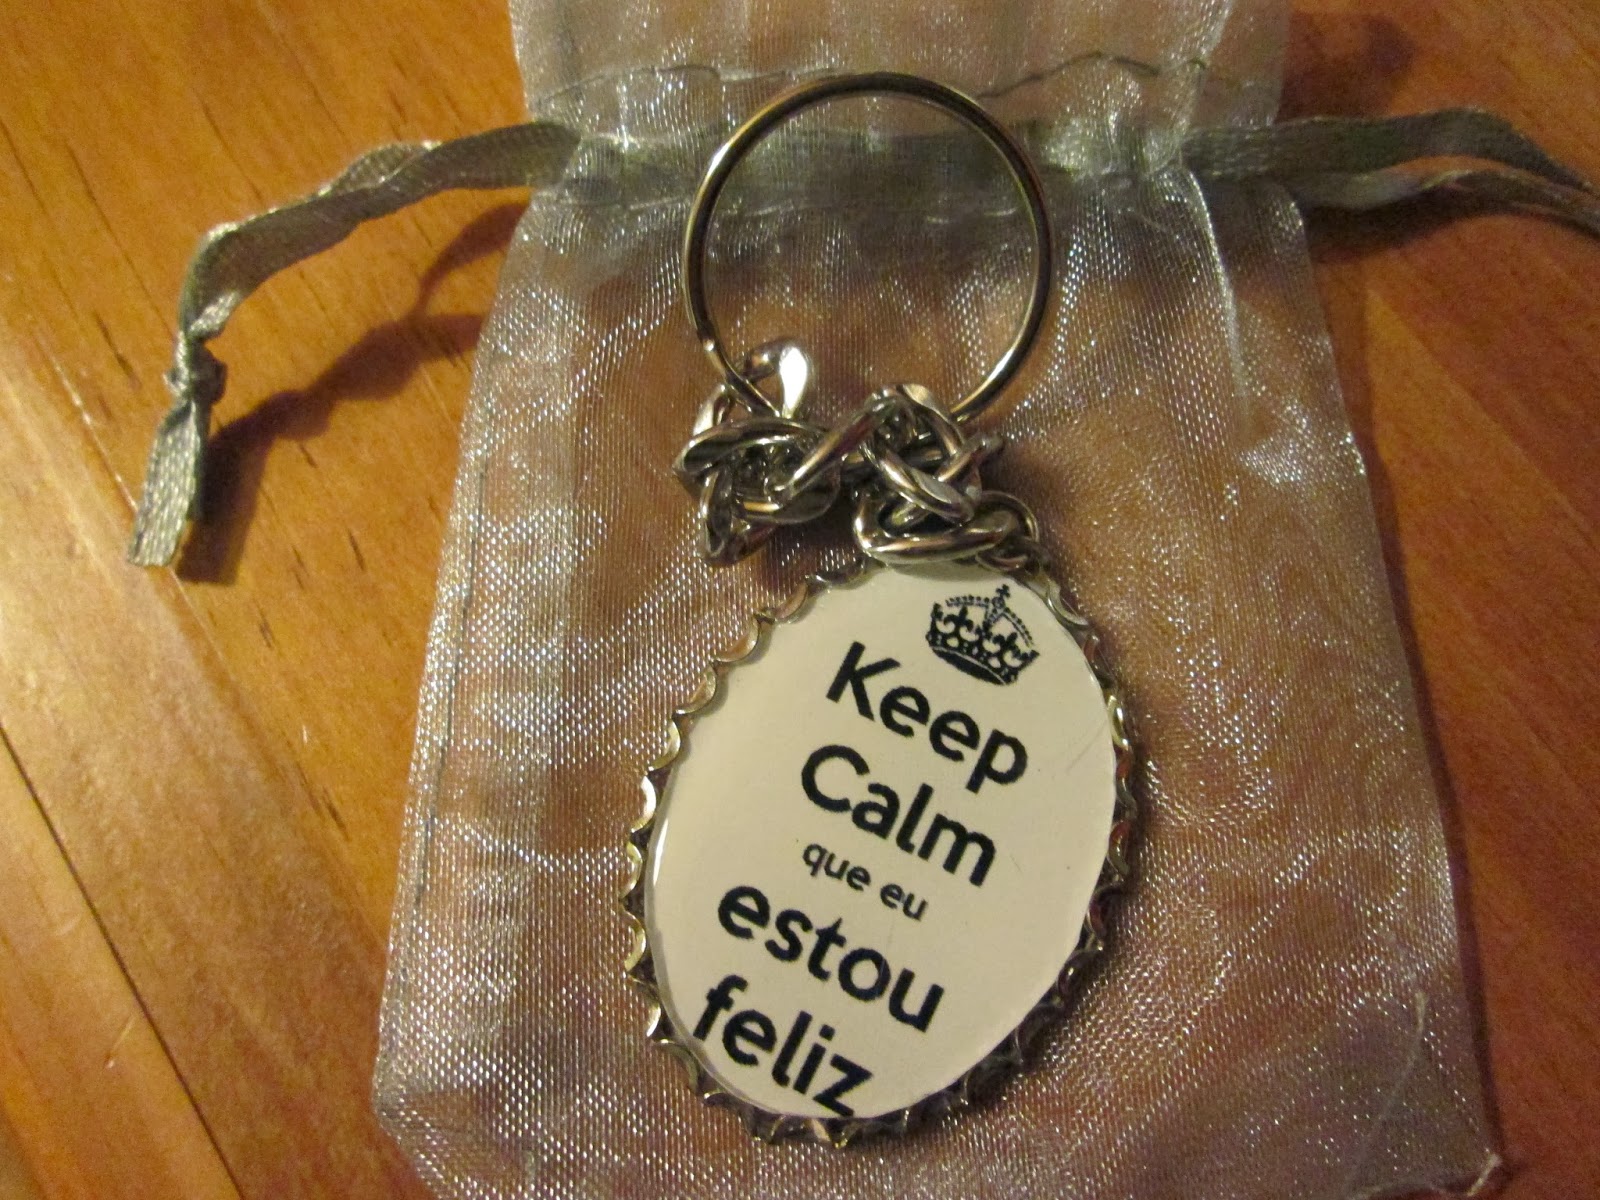 Keep
Calm
que eu
estou
feliz